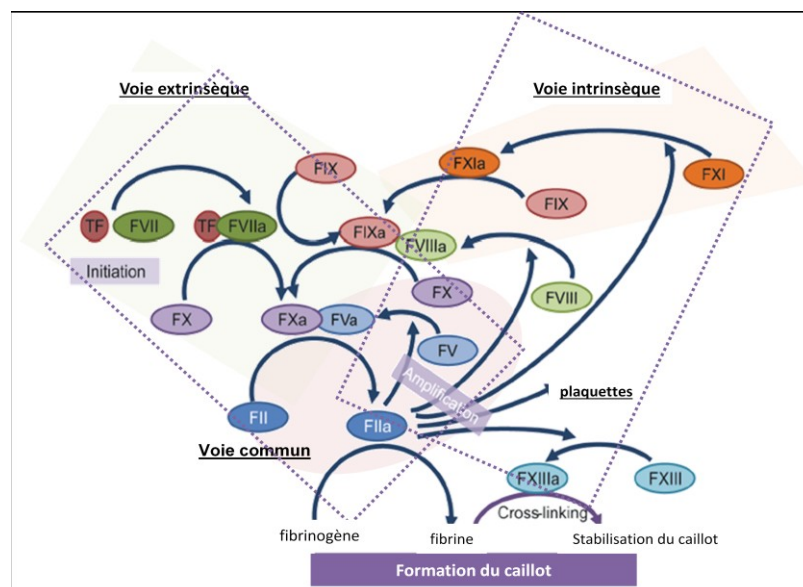 Voie extrinsèque
Voie intrinsèque
FIX
FXIa
FXI
FIX
TF
FVII
TF
FVIIa
FIXa
FVIIIa
Initiation
FX
FVIII
FX
FXa
FVa
FV
Amplification
plaquettes
FII
FIIa
Voie commun
FXIIIa
FXIII
Cross-linking
fibrinogène
fibrine
Stabilisation du caillot
Formation du caillot